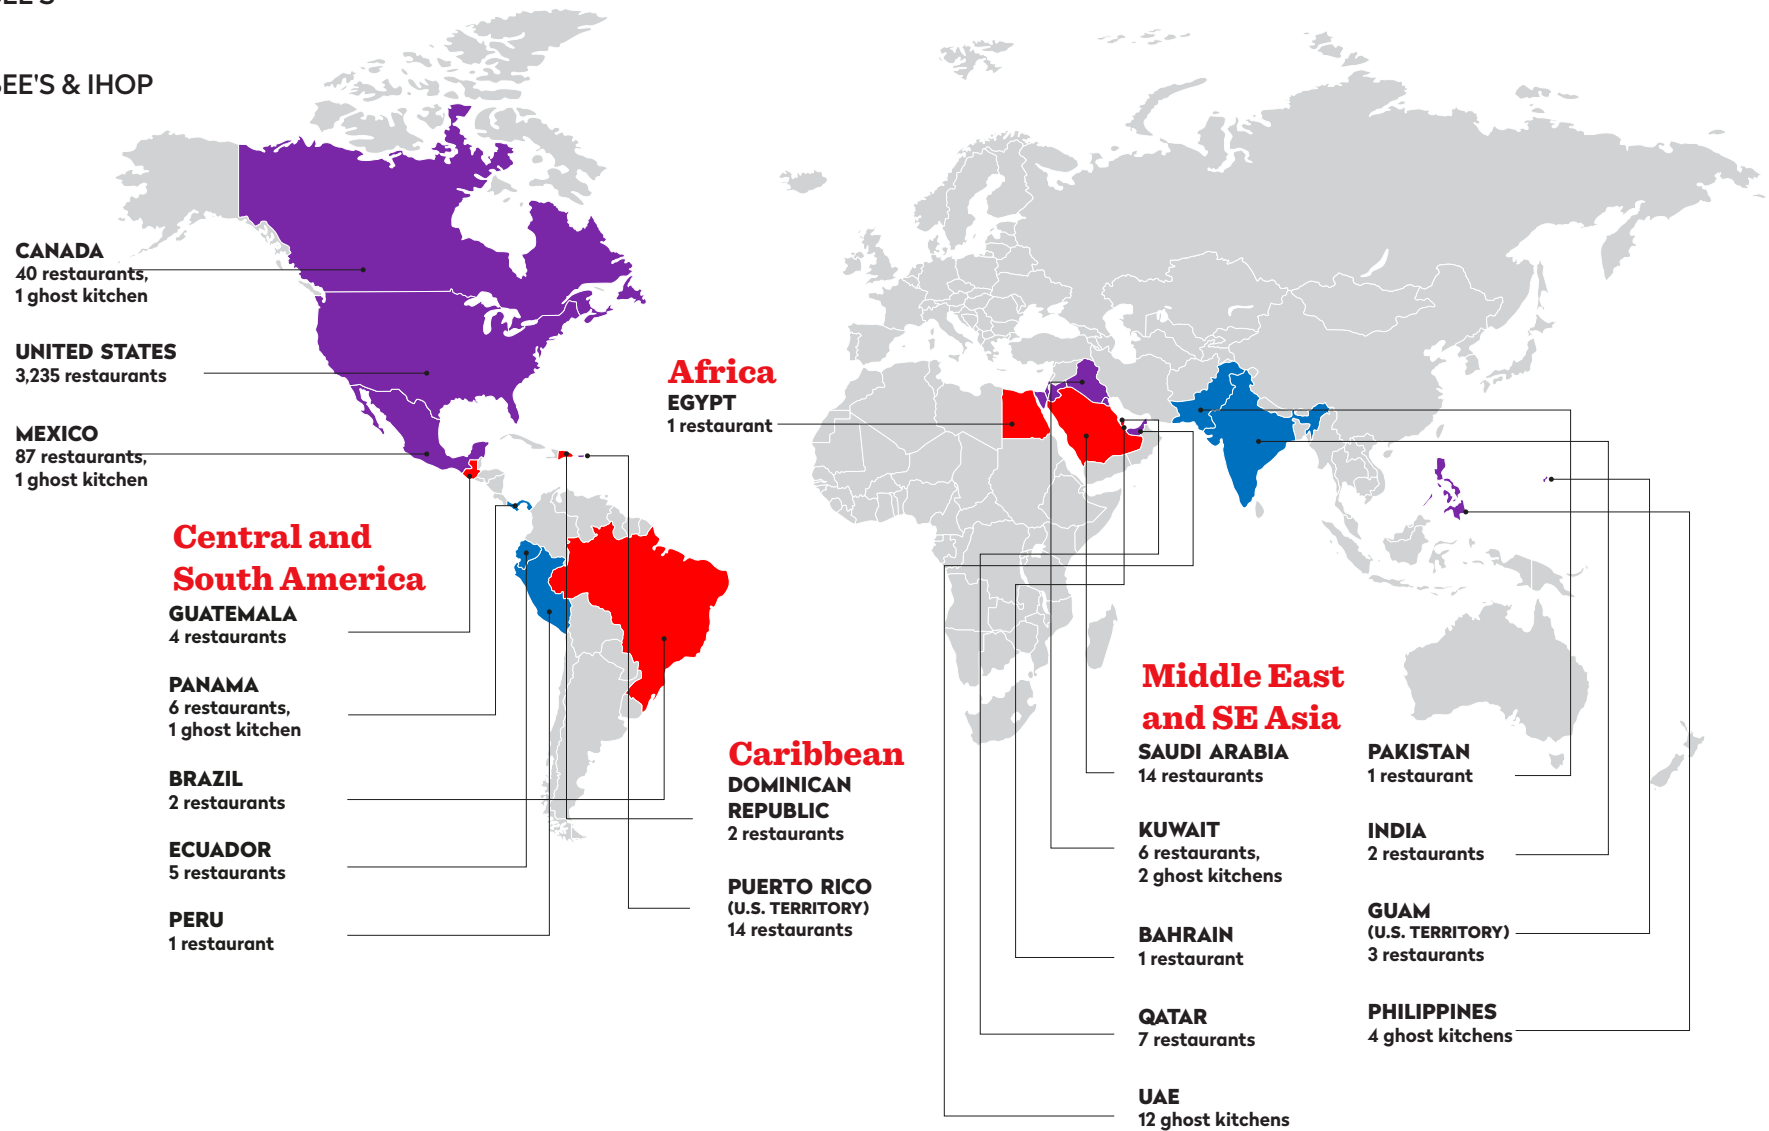 EE'S & IHOP
CANADA
40 restaurants,
1 ghost kitchen
UNITED STATES
3,235 restaurants
MEXICO
87 restaurants,
1 ghost kitchen
Central and
South America
GUATEMALA
4 restaurants
PANAMA
6 restaurants,
1 ghost kitchen
BRAZIL
2 restaurants
ECUADOR
5 restaurants
PERU
1 restaurant
Africa
EGYPT
1 restaurant
Caribbean
DOMINICAN
REPUBLIC
2 restaurants
PUERTO RICO
(U.S. TERRITORY)
14 restaurants
Middle East
and SE Asia
SAUDI ARABIA
14 restaurants
KUWAIT
6 restaurants,
2 ghost kitchens
BAHRAIN
1 restaurant
QATAR
7 restaurants
UAE
12 ghost kitchens
PAKISTAN
1 restaurant
INDIA
2 restaurants
GUAM
(U.S. TERRITORY)
3 restaurants
PHILIPPINES
4 ghost kitchens